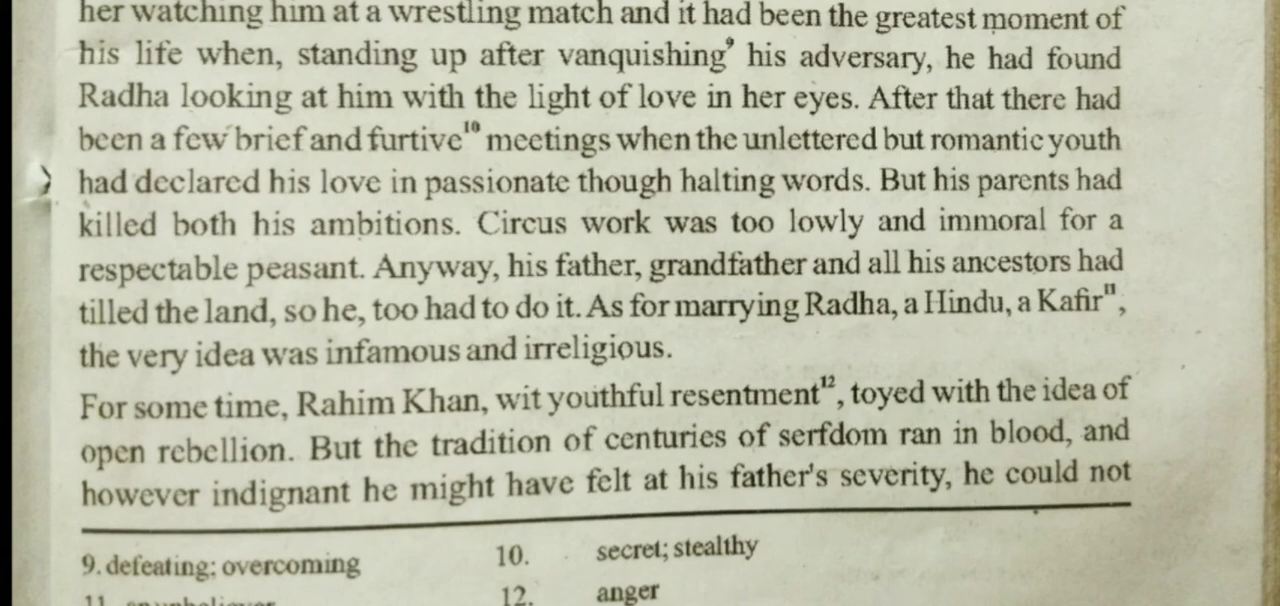 her watching him at a wrestling match and it had been the greatest moment of
his life when, standing up after vanquishing⁹ his adversary, he had found
Radha looking at him with the light of love in her eyes. After that there had
been a few brief and furtive¹⁰ meetings when the unlettered but romantic youth
had declared his love in passionate though halting words. But his parents had
killed both his ambitions. Circus work was too lowly and immoral for a
respectable peasant. Anyway, his father, grandfather and all his ancestors had
tilled the land, so he, too had to do it. As for marrying Radha, a Hindu, a Kafir¹¹,
the very idea was infamous and irreligious.
For some time, Rahim Khan, wit youthful resentment¹², toyed with the idea of
open rebellion. But the tradition of centuries of serfdom ran in blood, and
however indignant he might have felt at his father's severity, he could not
9. defeating; overcoming 10. secret; stealthy
11. an unbeliever 12. anger